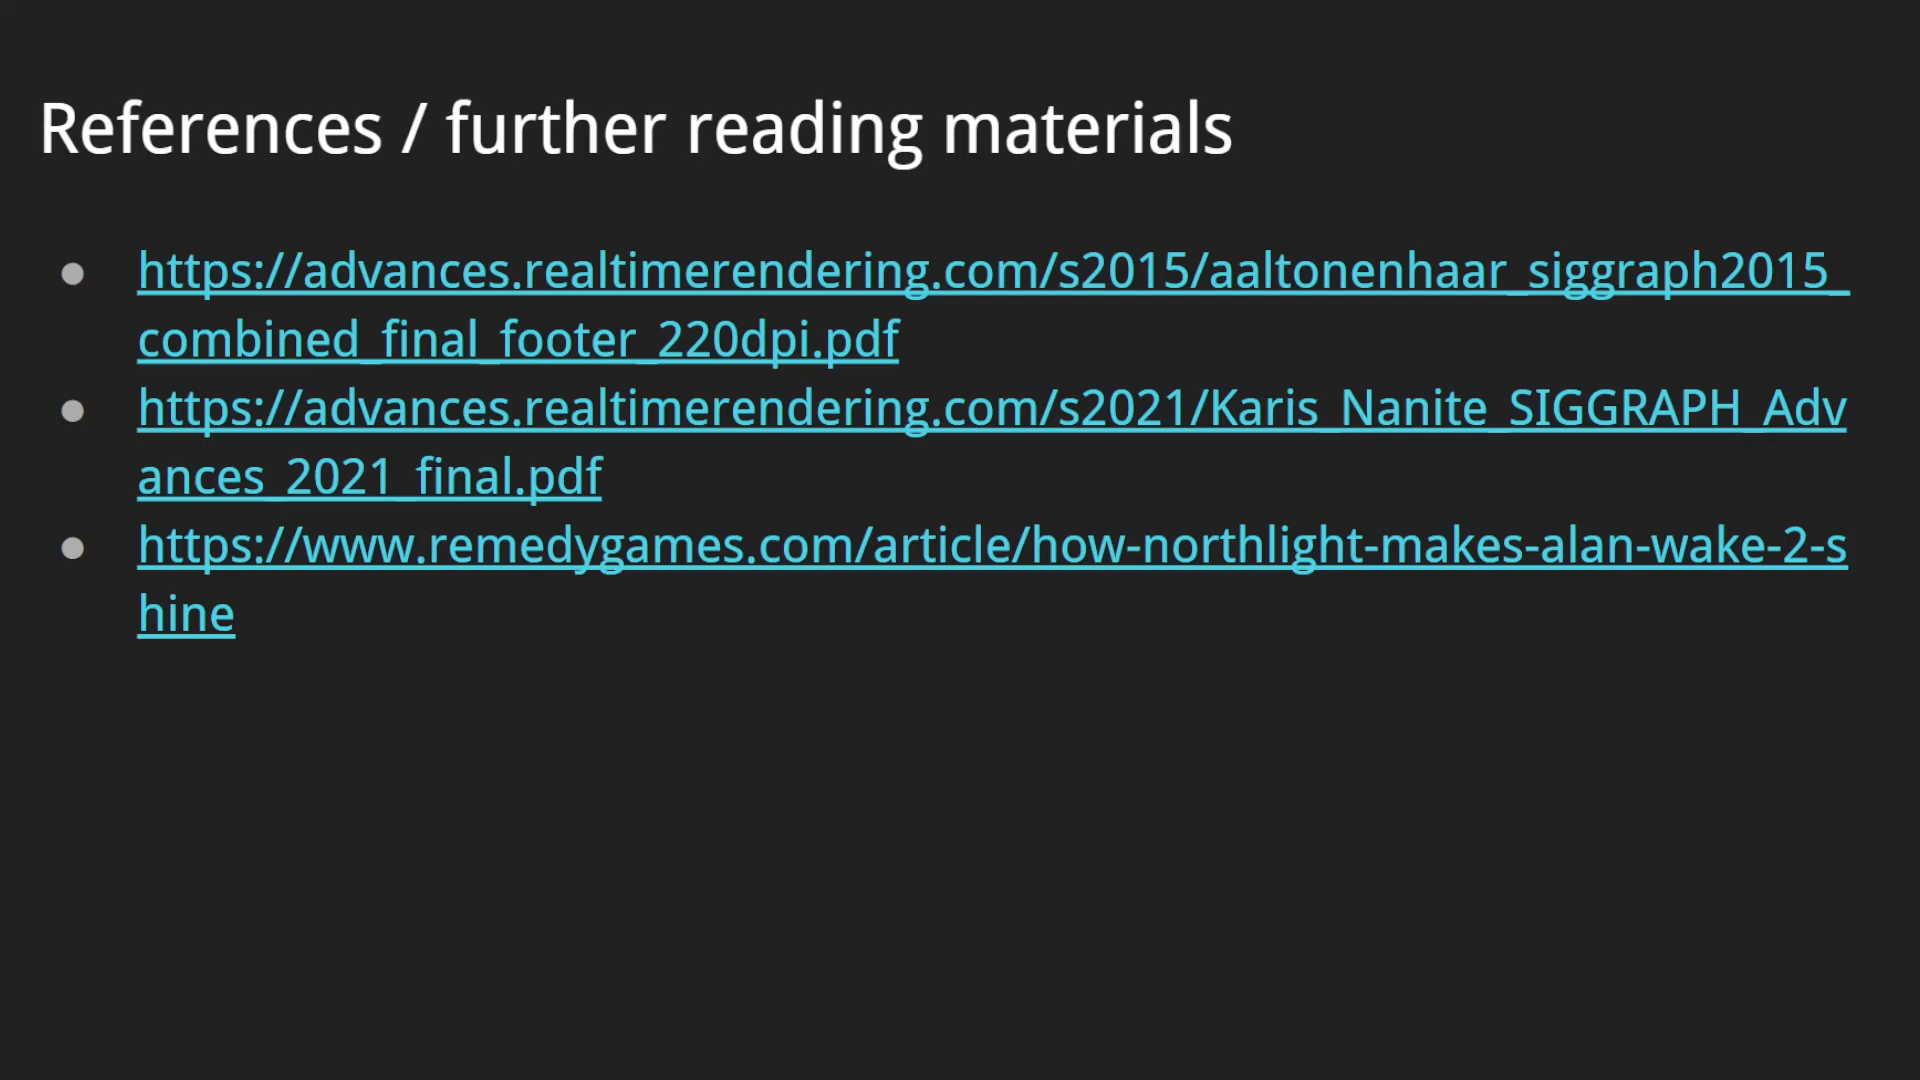 References / further reading materials
● https://advances.realtimerendering.com/s2015/aaltonenhaar_siggraph2015_
combined_final_footer_220dpi.pdf
● https://advances.realtimerendering.com/s2021/Karis_Nanite_SIGGRAPH_Adv
ances_2021_final.pdf
● https://www.remedygames.com/article/how-northlight-makes-alan-wake-2-s
hine